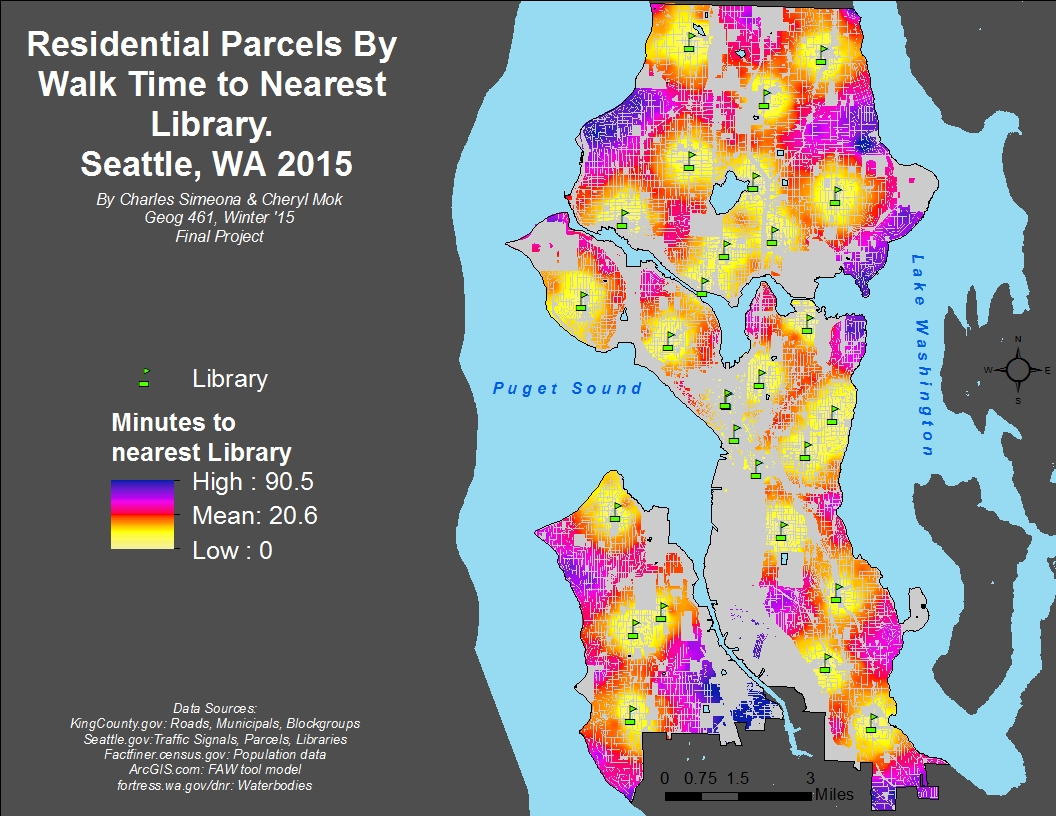 Residential Parcels By
Walk Time to Nearest
Library.
Seattle, WA 2015
By Charles Simeona & Cheryl Mok
Geog 461, Winter '15
Final Project
Library
Minutes to
nearest Library
High : 90.5
Mean: 20.6
Low : 0
Puget Sound
Lake Washington
N
W E
S
Data Sources:
KingCounty.gov: Roads, Municipals, Blockgroups
Seattle.gov:Traffic Signals, Parcels, Libraries
Factfiner.census.gov: Population data
ArcGIS.com: FAW tool model
fortress.wa.gov/dnr: Waterbodies
0 0.75 1.5 3
Miles